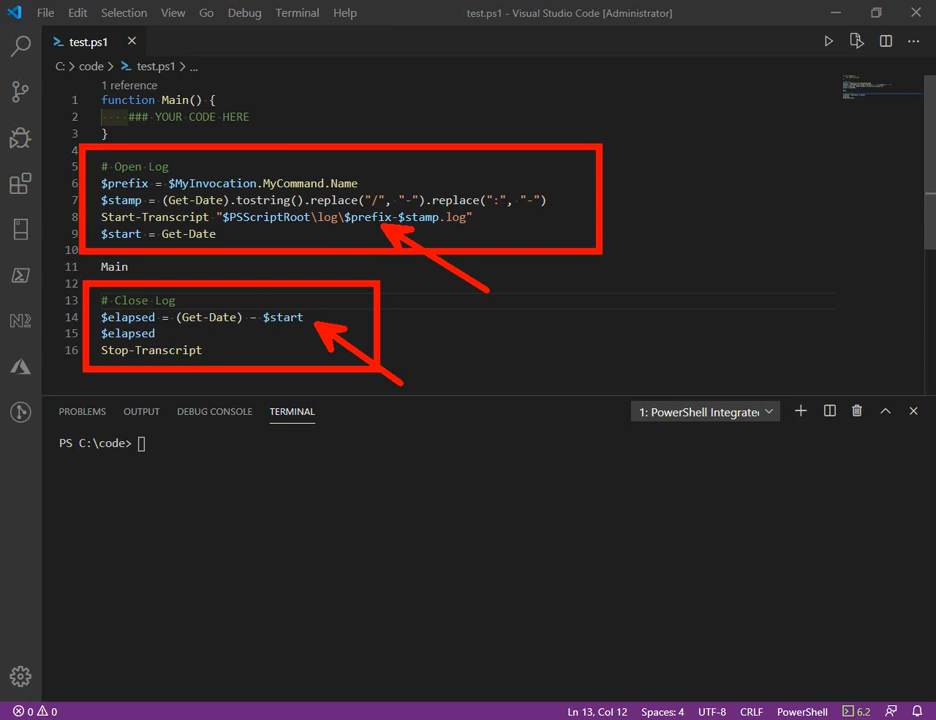 File Edit Selection View Go Debug Terminal Help test.ps1 - Visual Studio Code [Administrator]
test.ps1
C: > code > test.ps1 > ...
1 reference
1 function Main() {
2 ### YOUR CODE HERE
3 }
4
5 # Open Log
6 $prefix = $MyInvocation.MyCommand.Name
7 $stamp = (Get-Date).tostring().replace("/", "-").replace(":", "-")
8 Start-Transcript "$PSScriptRoot\log\$prefix-$stamp.log"
9 $start = Get-Date
10
11 Main
12
13 # Close Log
14 $elapsed = (Get-Date) - $start
15 $elapsed
16 Stop-Transcript
PROBLEMS OUTPUT DEBUG CONSOLE TERMINAL 1: PowerShell Integrate
PS C:\code>
0 0 Ln 13, Col 12 Spaces: 4 UTF-8 CRLF PowerShell 6.2